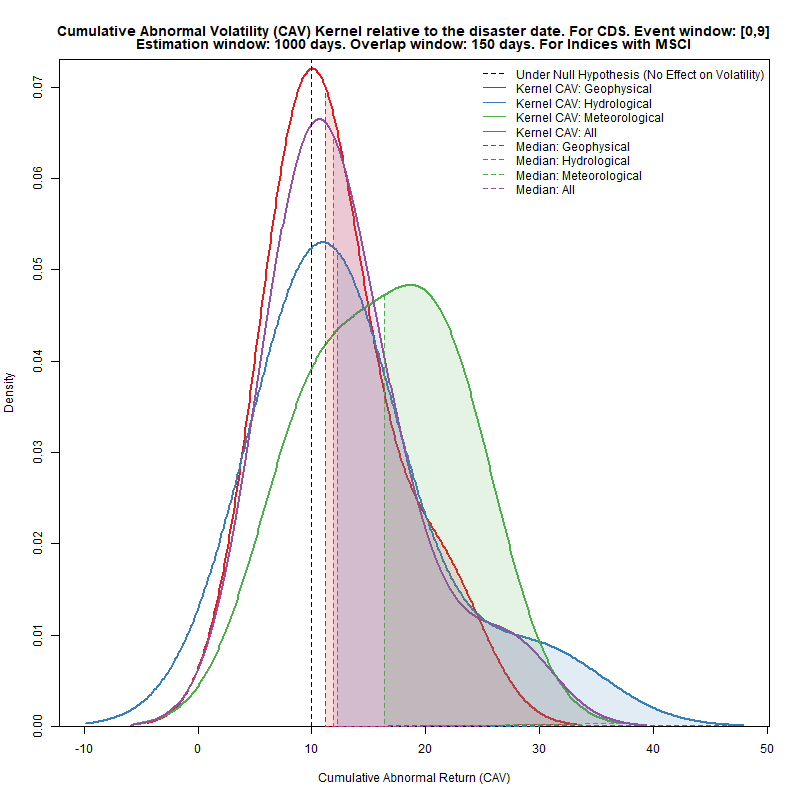 Cumulative Abnormal Volatility (CAV) Kernel relative to the disaster date. For CDS. Event window: [0,9]
Estimation window: 1000 days. Overlap window: 150 days. For Indices with MSCI
Under Null Hypothesis (No Effect on Volatility)
Kernel CAV: Geophysical
Kernel CAV: Hydrological
Kernel CAV: Meteorological
Kernel CAV: All
Median: Geophysical
Median: Hydrological
Median: Meteorological
Median: All
Density
0.07
0.06
0.05
0.04
0.03
0.02
0.01
0.00
-10 0 10 20 30 40 50
Cumulative Abnormal Return (CAV)